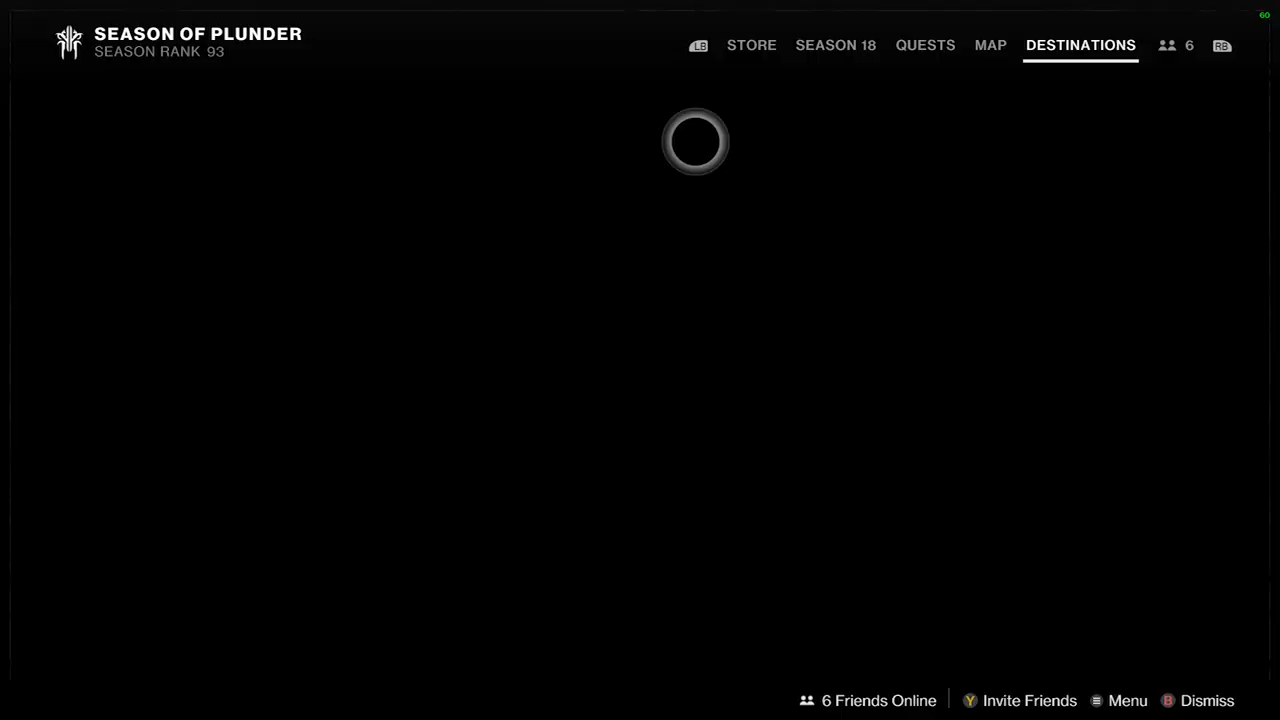 60
SEASON OF PLUNDER
SEASON RANK 93
LB STORE SEASON 18 QUESTS MAP DESTINATIONS 6 RB
6 Friends Online Y Invite Friends Menu B Dismiss